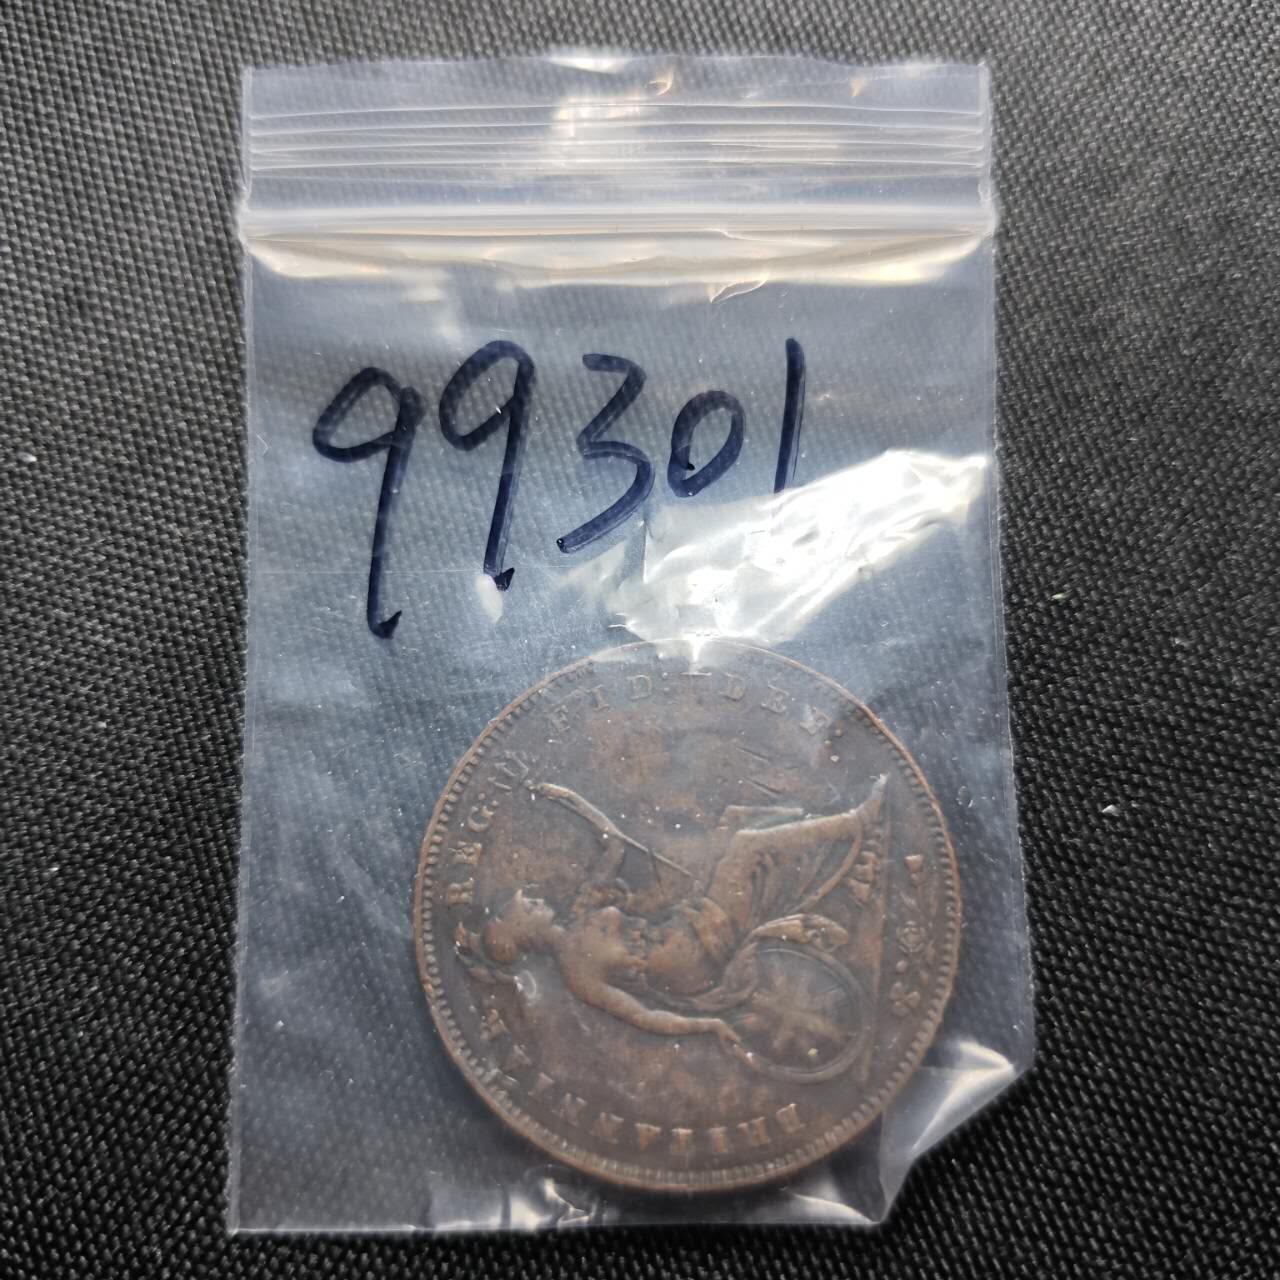 99301
BRITANNIAR REG: FID: DEF.